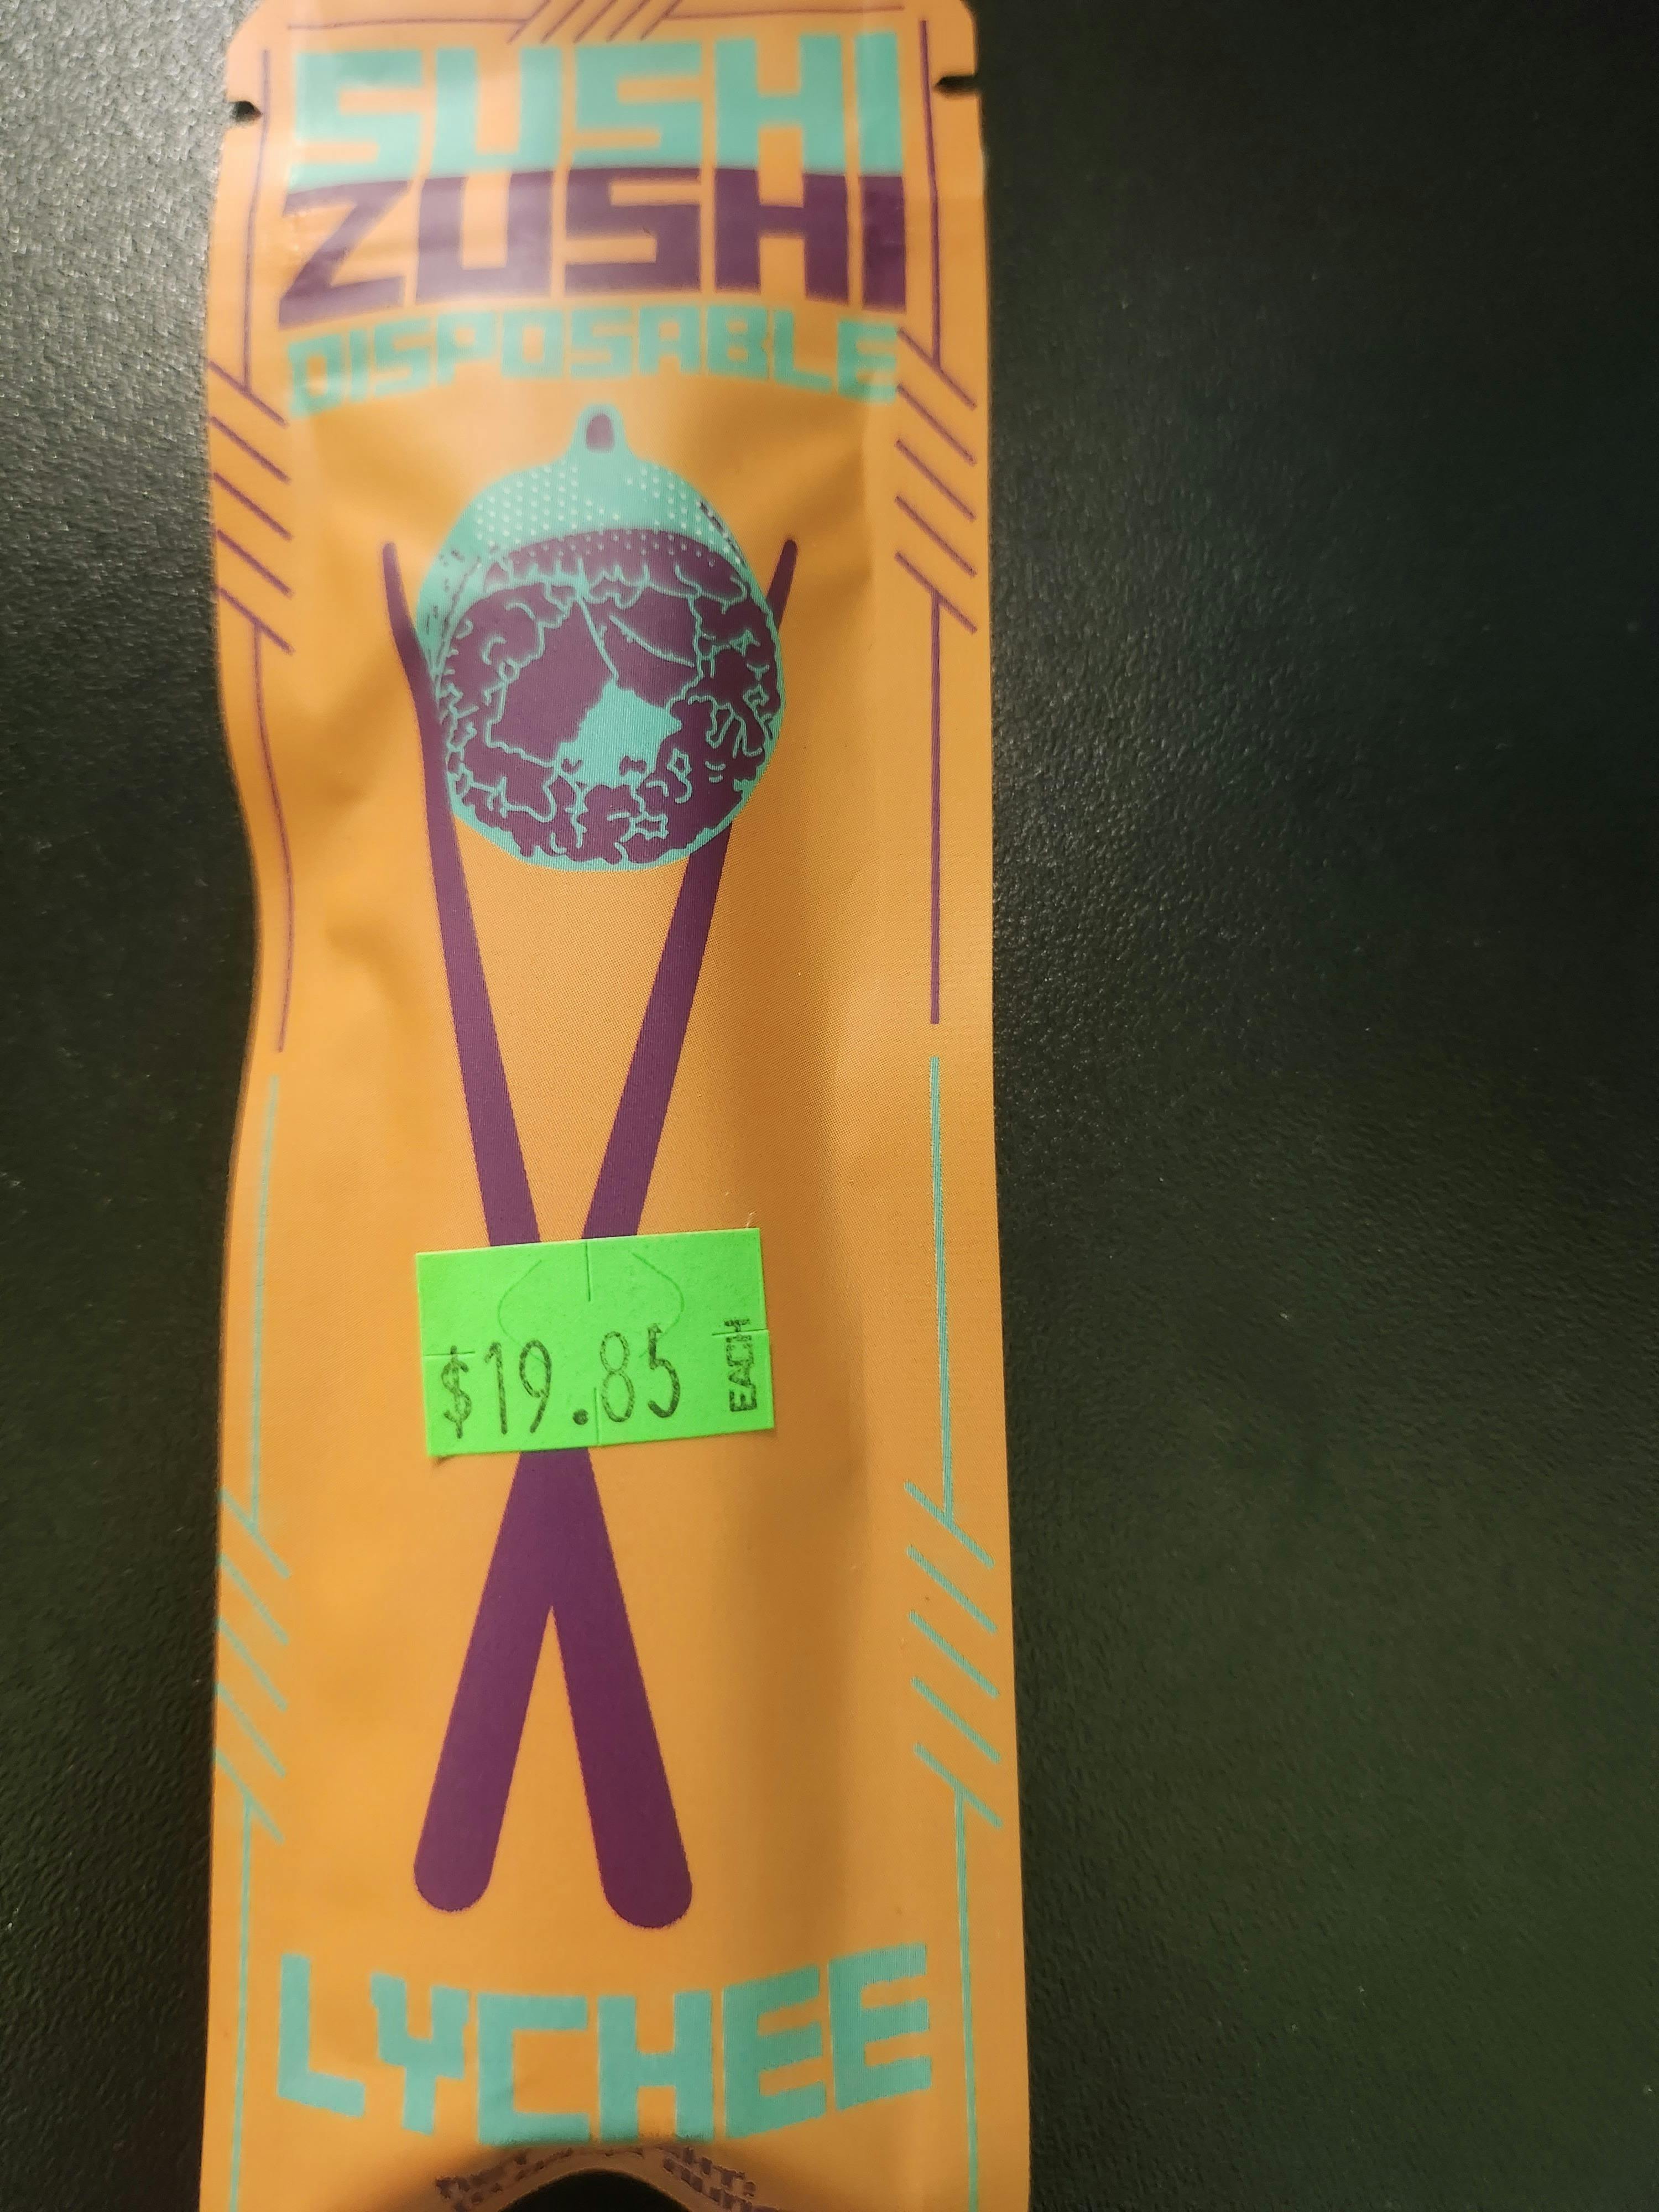 SUSHI
ZUSHI
DISPOSABLE
$19.85 EACH
LYCHEE